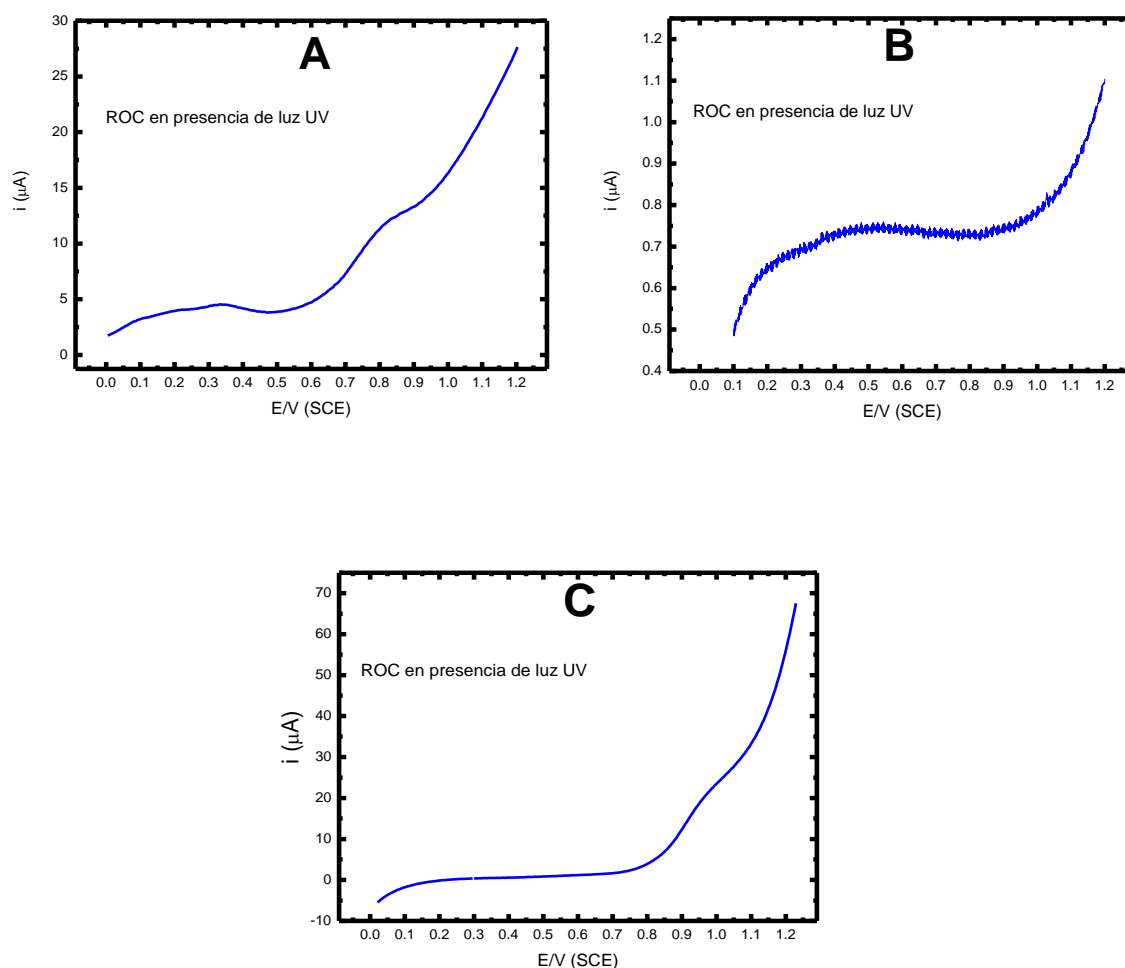 A
ROC en presencia de luz UV
i (μA)
30
25
20
15
10
5
0
0.0 0.1 0.2 0.3 0.4 0.5 0.6 0.7 0.8 0.9 1.0 1.1 1.2
E/V (SCE)
B
ROC en presencia de luz UV
i (μA)
1.2
1.1
1.0
0.9
0.8
0.7
0.6
0.5
0.4
0.0 0.1 0.2 0.3 0.4 0.5 0.6 0.7 0.8 0.9 1.0 1.1 1.2
E/V (SCE)
C
ROC en presencia de luz UV
i (μA)
70
60
50
40
30
20
10
0
-10
0.0 0.1 0.2 0.3 0.4 0.5 0.6 0.7 0.8 0.9 1.0 1.1 1.2
E/V (SCE)